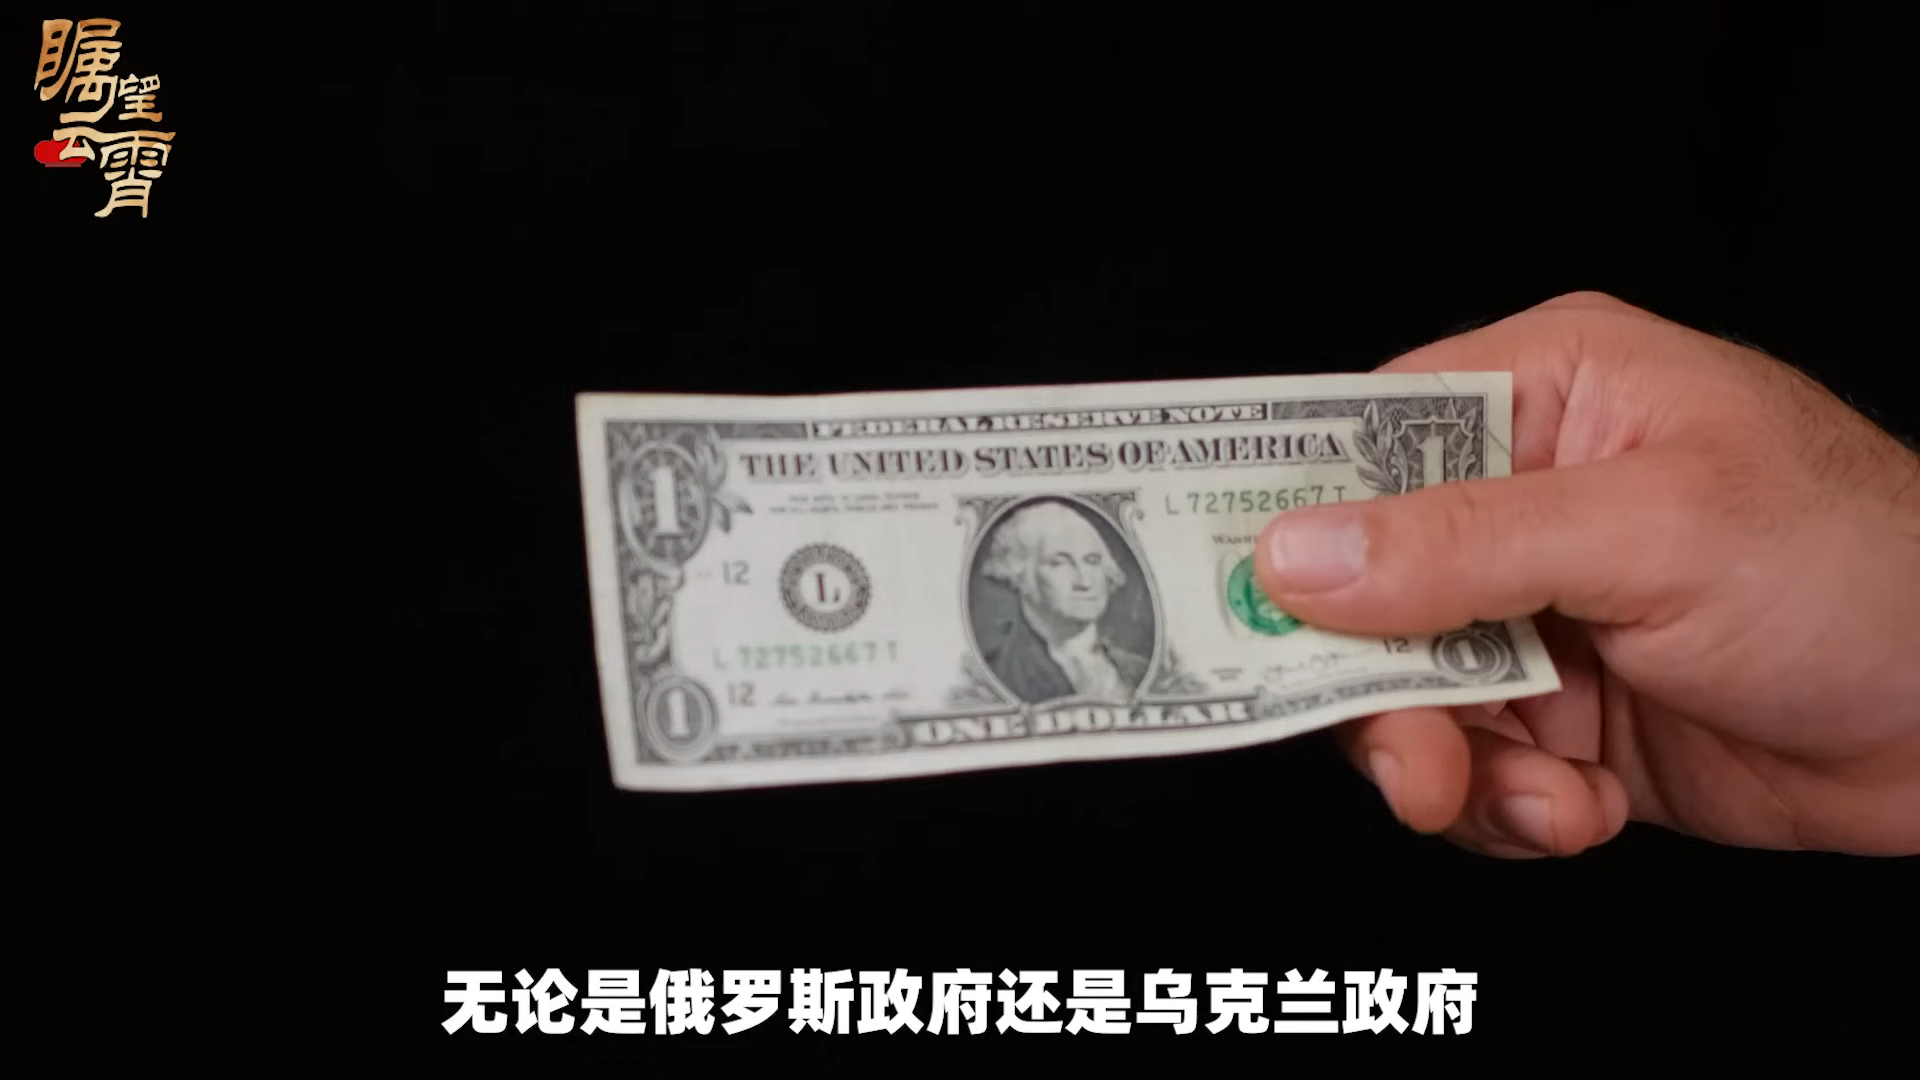 瞩望云霄
FEDERAL RESERVE NOTE
THE UNITED STATES OF AMERICA
L 72752667 T
12
L
L 72752667 T
12
12
ONE DOLLAR
1
1
1
1
无论是俄罗斯政府还是乌克兰政府